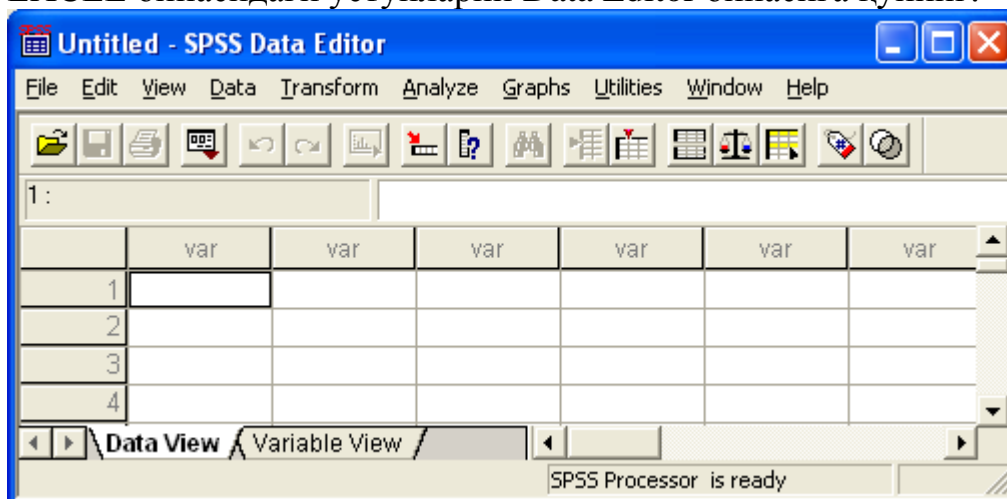 Untitled - SPSS Data Editor
File Edit View Data Transform Analyze Graphs Utilities Window Help
1 :
var var var var var var
1
2
3
4
Data View Variable View
SPSS Processor is ready